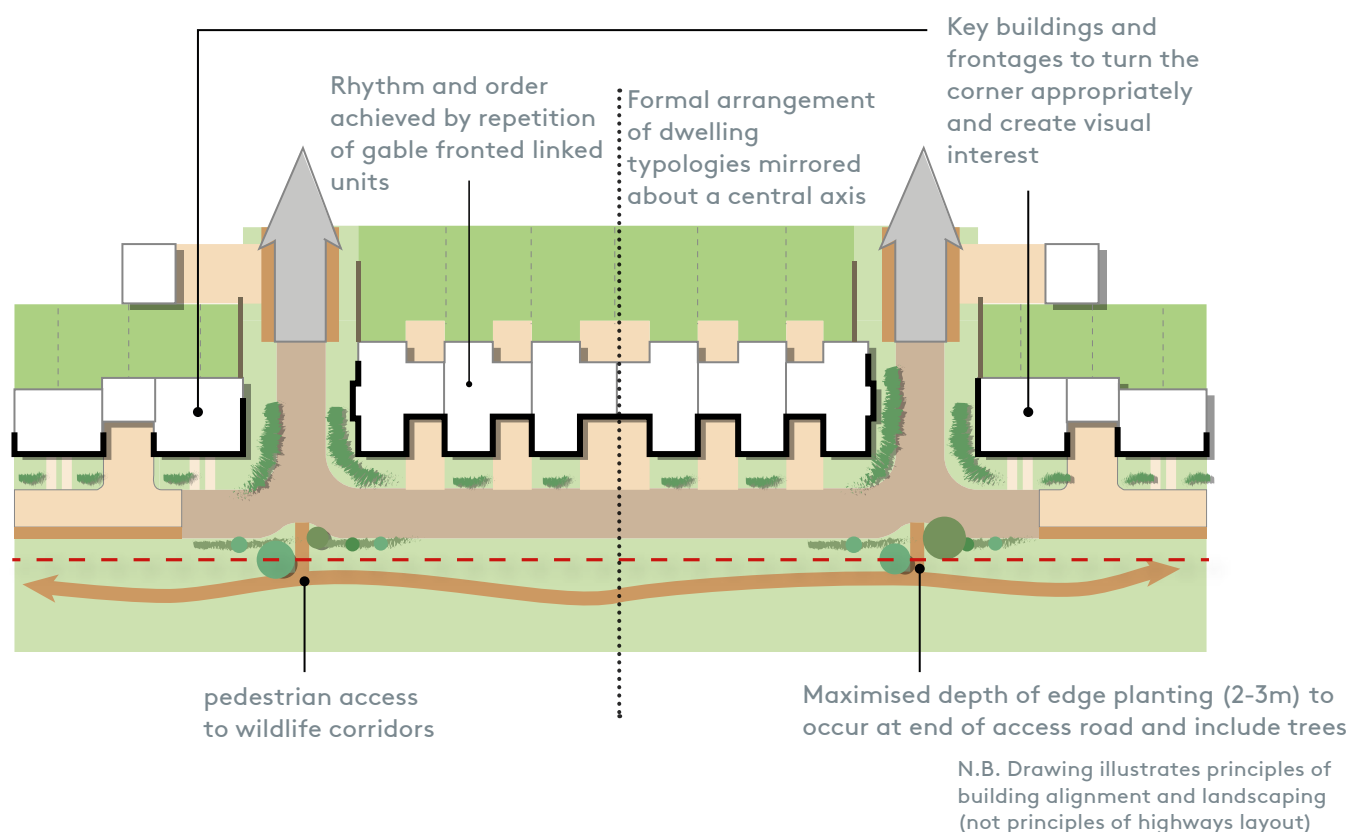 Key buildings and
frontages to turn the
corner appropriately
and create visual
interest
Rhythm and order
achieved by repetition
of gable fronted linked
units
Formal arrangement
of dwelling
typologies mirrored
about a central axis
pedestrian access
to wildlife corridors
Maximised depth of edge planting (2-3m) to
occur at end of access road and include trees
N.B. Drawing illustrates principles of
building alignment and landscaping
(not principles of highways layout)